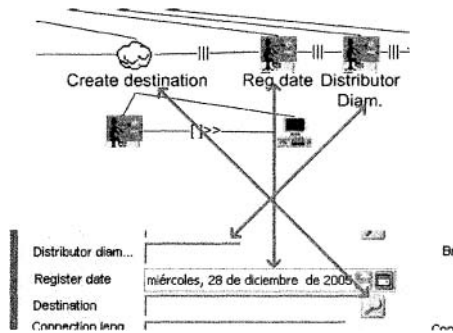 |||
|||
|||
Create destination
Reg date
Distributor
Diam.
[ ]>>
Distributor diam...
Register date
miércoles, 28 de diciembre de 2005
Destination
Connection leng